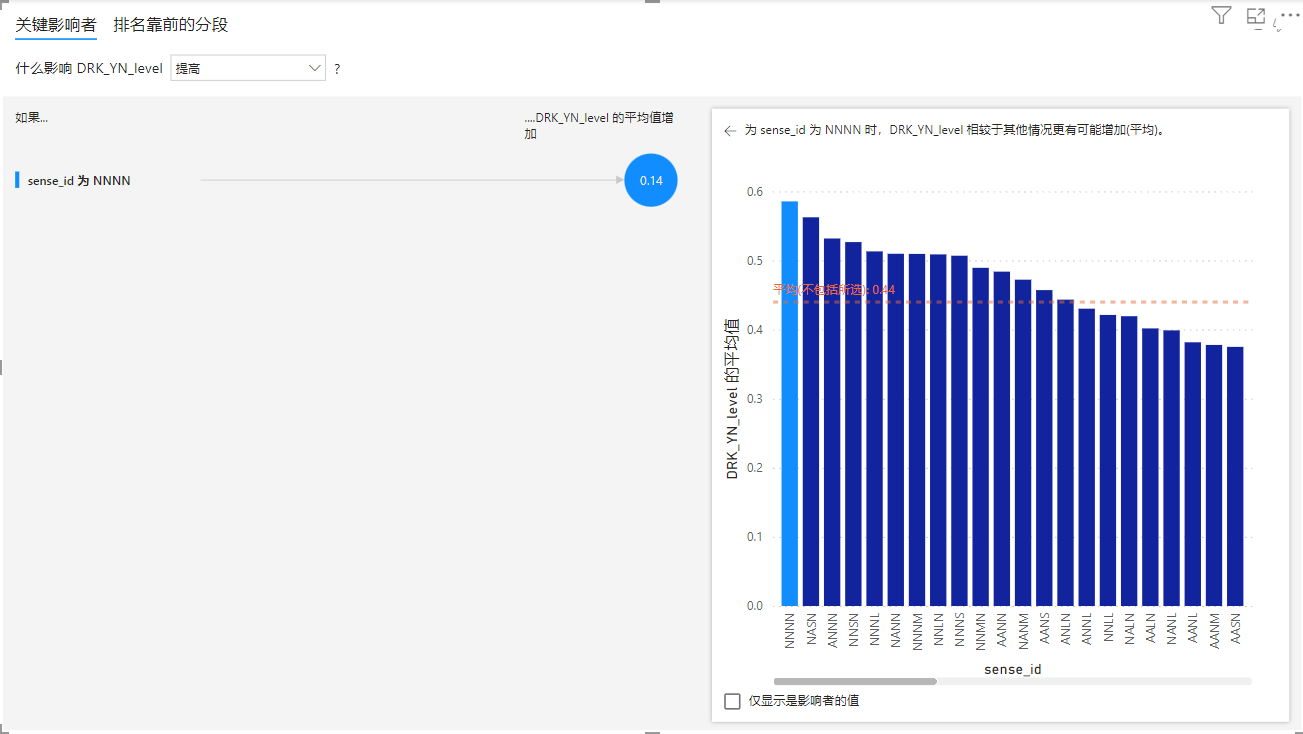 关键影响者 排名靠前的分段
什么影响 DRK_YN_level 提高 ?
如果...
....DRK_YN_level 的平均值增
加
sense_id 为 NNNN
0.14
← 为 sense_id 为 NNNN 时，DRK_YN_level 相较于其他情况更有可能增加(平均)。
0.6
0.5
平均(不包括所选): 0.44
0.4
0.3
0.2
0.1
0.0
DRK_YN_level 的平均值
NNNN NASN ANNN NNSN NNNL NANN NNNM NNLN NNNS NNMN AANN NANM AANS ANLN ANNL NNLL NALN AALN NANL AANL AANM AASN
sense_id
仅显示是影响者的值